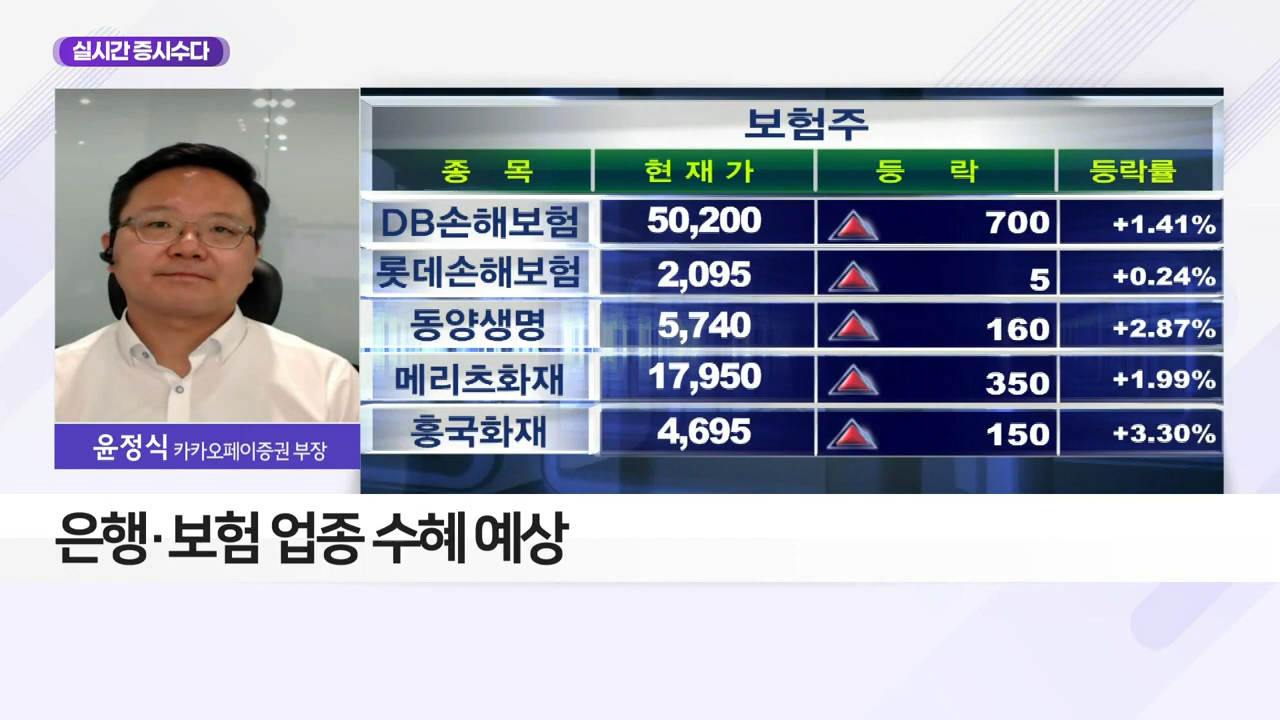 실시간 증시수다
보험주
종목 현재가 등락 등락률
DB손해보험 50,200 700 +1.41%
롯데손해보험 2,095 5 +0.24%
동양생명 5,740 160 +2.87%
메리츠화재 17,950 350 +1.99%
흥국화재 4,695 150 +3.30%
윤정식 카카오페이증권 부장
은행·보험 업종 수혜 예상